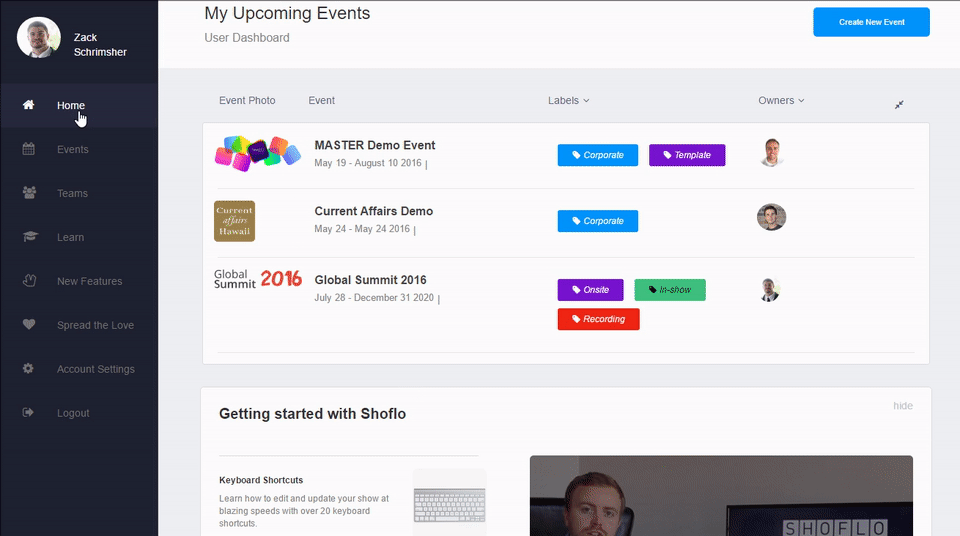 My Upcoming Events
User Dashboard
Create New Event
Zack
Schrimsher
Home
Events
Teams
Learn
New Features
Spread the Love
Account Settings
Logout
Event Photo
Event
Labels
Owners
MASTER Demo Event
May 19 - August 10 2016 |
Corporate
Template
Current
affairs
Hawaii
Current Affairs Demo
May 24 - May 24 2016 |
Corporate
Global
Summit
2016
Global Summit 2016
July 28 - December 31 2020 |
Onsite
In-show
Recording
Getting started with Shoflo
hide
Keyboard Shortcuts
Learn how to edit and update your show at
blazing speeds with over 20 keyboard
shortcuts.
SHOFLO